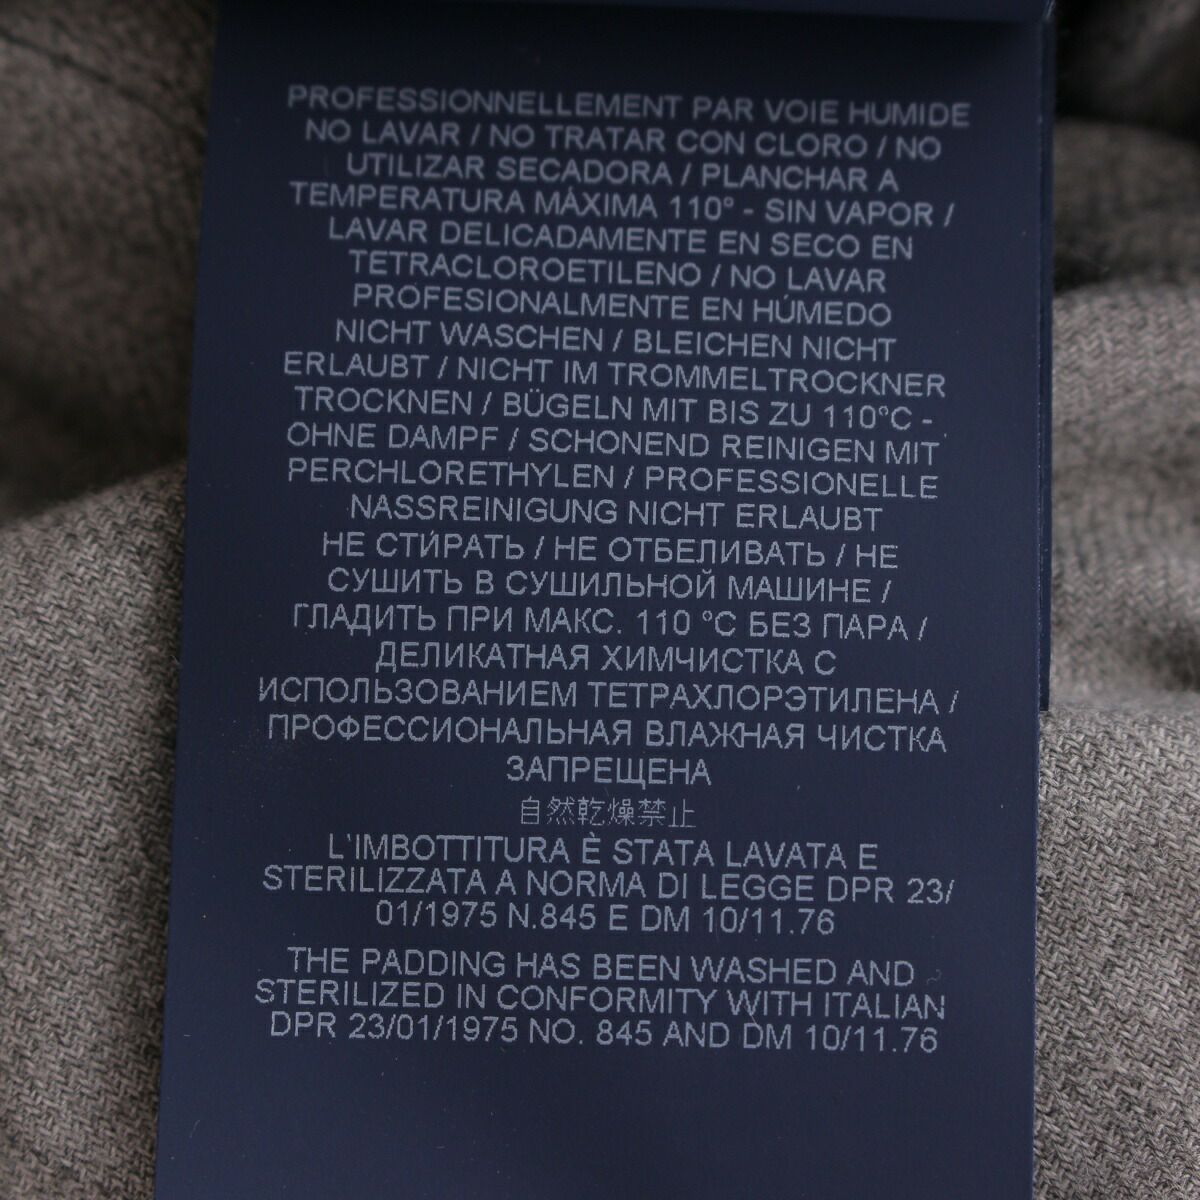 PROFESSIONNELLEMENT PAR VOIE HUMIDE
NO LAVAR / NO TRATAR CON CLORO / NO
UTILIZAR SECADORA / PLANCHAR A
TEMPERATURA MÁXIMA 110° - SIN VAPOR /
LAVAR DELICADAMENTE EN SECO EN
TETRACLOROETILENO / NO LAVAR
PROFESIONALMENTE EN HÚMEDO
NICHT WASCHEN / BLEICHEN NICHT
ERLAUBT / NICHT IM TROMMELTROCKNER
TROCKNEN / BÜGELN MIT BIS ZU 110°C -
OHNE DAMPF / SCHONEND REINIGEN MIT
PERCHLORETHYLEN / PROFESSIONELLE
NASSREINIGUNG NICHT ERLAUBT
НЕ СТИРАТЬ / НЕ ОТБЕЛИВАТЬ / НЕ
СУШИТЬ В СУШИЛЬНОЙ МАШИНЕ /
ГЛАДИТЬ ПРИ МАКС. 110 °C БЕЗ ПАРА /
ДЕЛИКАТНАЯ ХИМЧИСТКА С
ИСПОЛЬЗОВАНИЕМ ТЕТРАХЛОРЭТИЛЕНА /
ПРОФЕССИОНАЛЬНАЯ ВЛАЖНАЯ ЧИСТКА
ЗАПРЕЩЕНА
自然乾燥禁止
L'IMBOTTITURA È STATA LAVATA E
STERILIZZATA A NORMA DI LEGGE DPR 23/
01/1975 N.845 E DM 10/11.76
THE PADDING HAS BEEN WASHED AND
STERILIZED IN CONFORMITY WITH ITALIAN
DPR 23/01/1975 NO. 845 AND DM 10/11.76